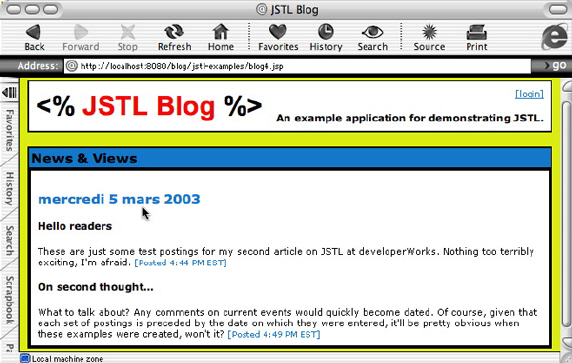 @ JSTL Blog
Back Forward Stop Refresh Home Favorites History Search Source Print
Address: @ http://localhost:8080/blog/jstl-examples/blog4.jsp > go
<% JSTL Blog %>
[login]
An example application for demonstrating JSTL.
Favorites
History
Search
Scrapbook
News & Views
mercredi 5 mars 2003
Hello readers
These are just some test postings for my second article on JSTL at developerWorks. Nothing too terribly
exciting, I'm afraid. [Posted 4:44 PM EST]
On second thought...
What to talk about? Any comments on current events would quickly become dated. Of course, given that
each set of postings is preceded by the date on which they were entered, it'll be pretty obvious when
these examples were created, won't it? [Posted 4:49 PM EST]
Local machine zone